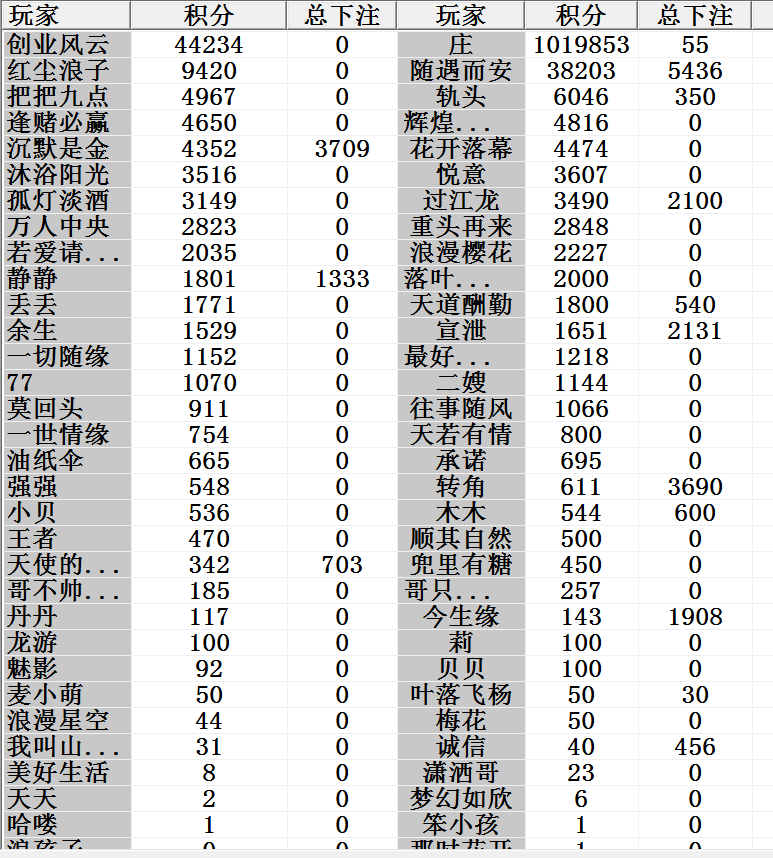 玩家 积分 总下注 玩家 积分 总下注
创业风云 44234 0 庄 1019853 55
红尘浪子 9420 0 随遇而安 38203 5436
把把九点 4967 0 轨头 6046 350
逢赌必赢 4650 0 辉煌... 4816 0
沉默是金 4352 3709 花开落幕 4474 0
沐浴阳光 3516 0 悦意 3607 0
孤灯淡酒 3149 0 过江龙 3490 2100
万人中央 2823 0 重头再来 2848 0
若爱请... 2035 0 浪漫樱花 2227 0
静静 1801 1333 落叶... 2000 0
丢丢 1771 0 天道酬勤 1800 540
余生 1529 0 宣泄 1651 2131
一切随缘 1152 0 最好... 1218 0
77 1070 0 二嫂 1144 0
莫回头 911 0 往事随风 1066 0
一世情缘 754 0 天若有情 800 0
油纸伞 665 0 承诺 695 0
强强 548 0 转角 611 3690
小贝 536 0 木木 544 600
王者 470 0 顺其自然 500 0
天使的... 342 703 兜里有糖 450 0
哥不帅... 185 0 哥只... 257 0
丹丹 117 0 今生缘 143 1908
龙游 100 0 莉 100 0
魅影 92 0 贝贝 100 0
麦小萌 50 0 叶落飞杨 50 30
浪漫星空 44 0 梅花 50 0
我叫山... 31 0 诚信 40 456
美好生活 8 0 潇洒哥 23 0
天天 2 0 梦幻如欣 6 0
哈喽 1 0 笨小孩 1 0
0 0 1 0